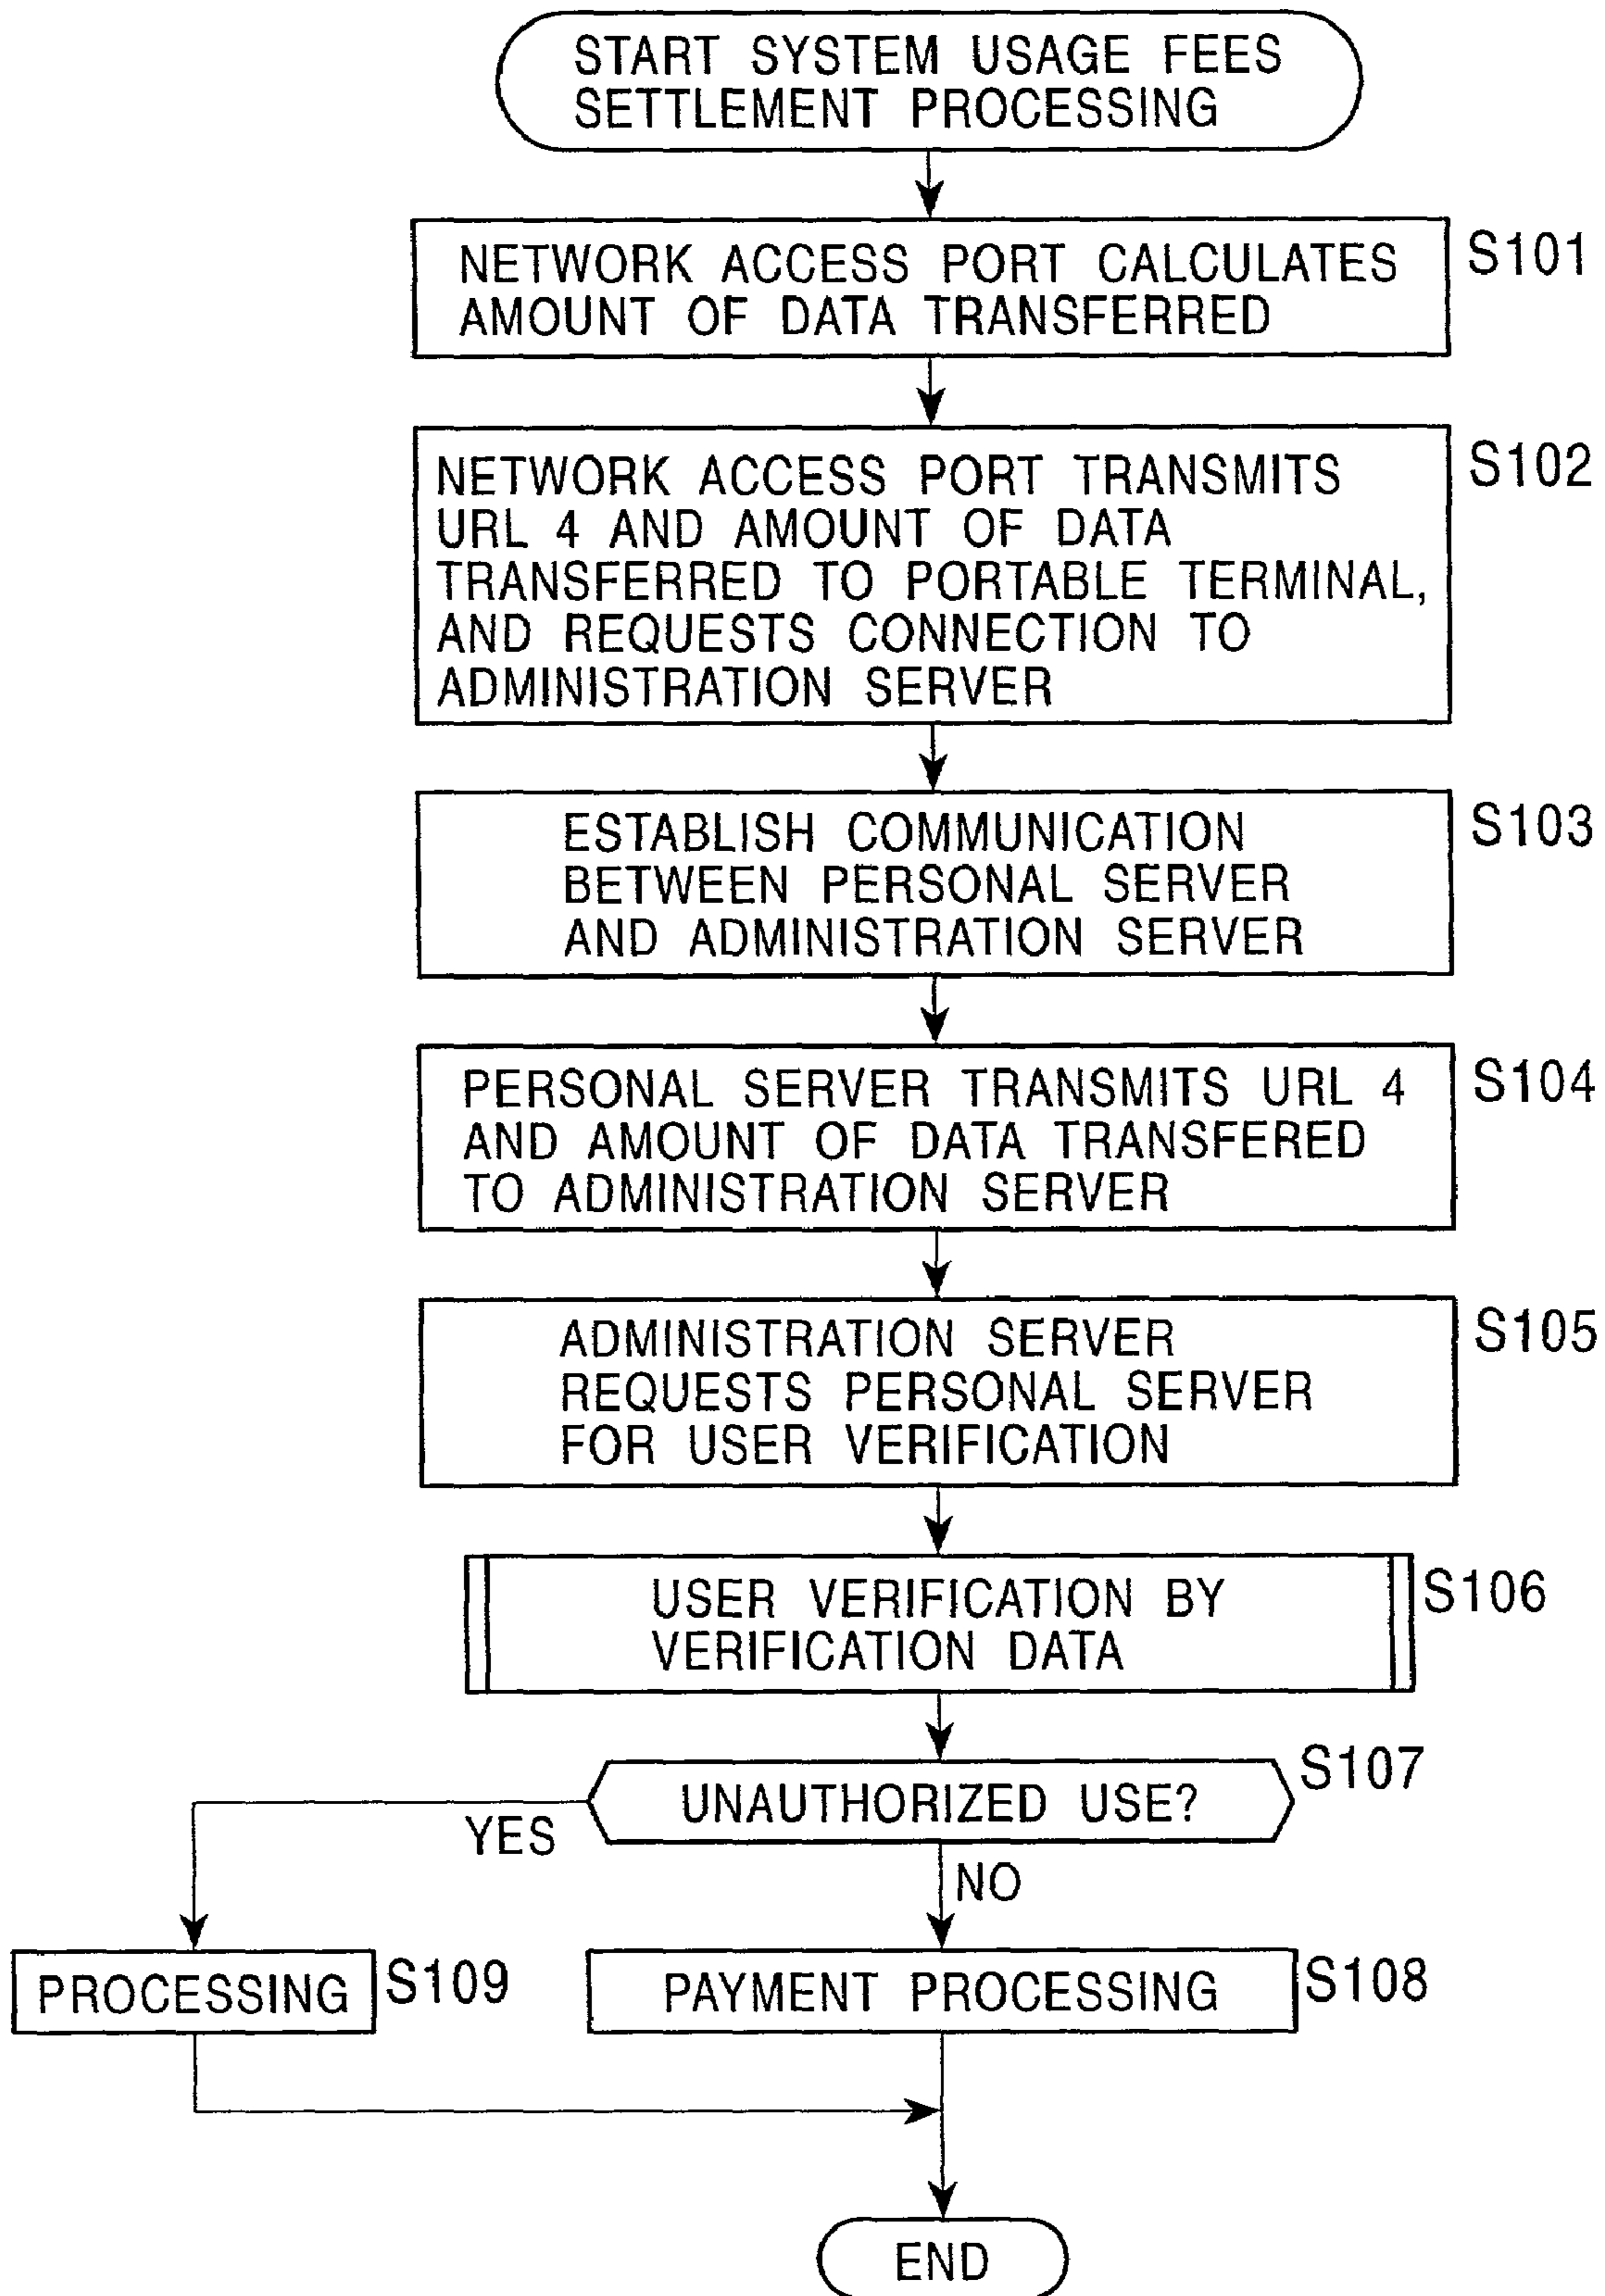 START SYSTEM USAGE FEES
SETTLEMENT PROCESSING
NETWORK ACCESS PORT CALCULATES
AMOUNT OF DATA TRANSFERRED
S101
NETWORK ACCESS PORT TRANSMITS
URL 4 AND AMOUNT OF DATA
TRANSFERRED TO PORTABLE TERMINAL,
AND REQUESTS CONNECTION TO
ADMINISTRATION SERVER
S102
ESTABLISH COMMUNICATION
BETWEEN PERSONAL SERVER
AND ADMINISTRATION SERVER
S103
PERSONAL SERVER TRANSMITS URL 4
AND AMOUNT OF DATA TRANSFERED
TO ADMINISTRATION SERVER
S104
ADMINISTRATION SERVER
REQUESTS PERSONAL SERVER
FOR USER VERIFICATION
S105
USER VERIFICATION BY
VERIFICATION DATA
S106
UNAUTHORIZED USE?
S107
YES
NO
PROCESSING
S109
PAYMENT PROCESSING
S108
END